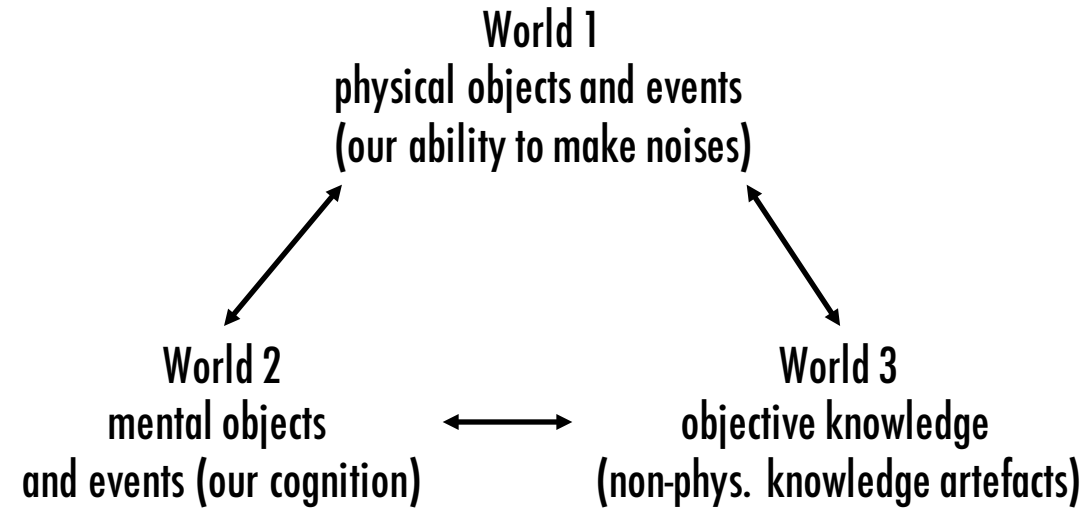 World 1
physical objects and events
(our ability to make noises)
World 2
mental objects
and events (our cognition)
World 3
objective knowledge
(non-phys. knowledge artefacts)